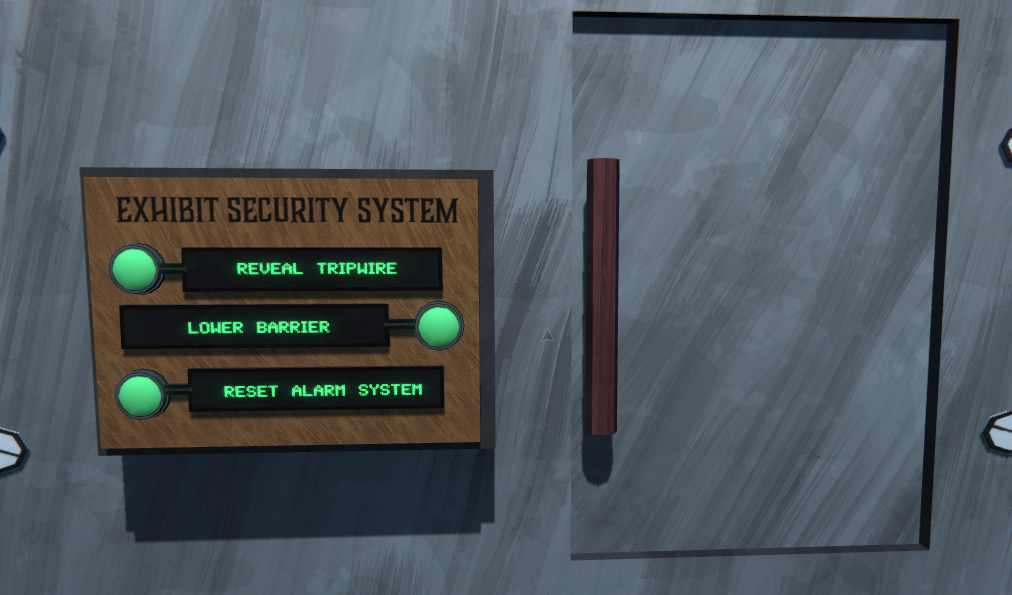 EXHIBIT SECURITY SYSTEM
REVEAL TRIPWIRE
LOWER BARRIER
RESET ALARM SYSTEM